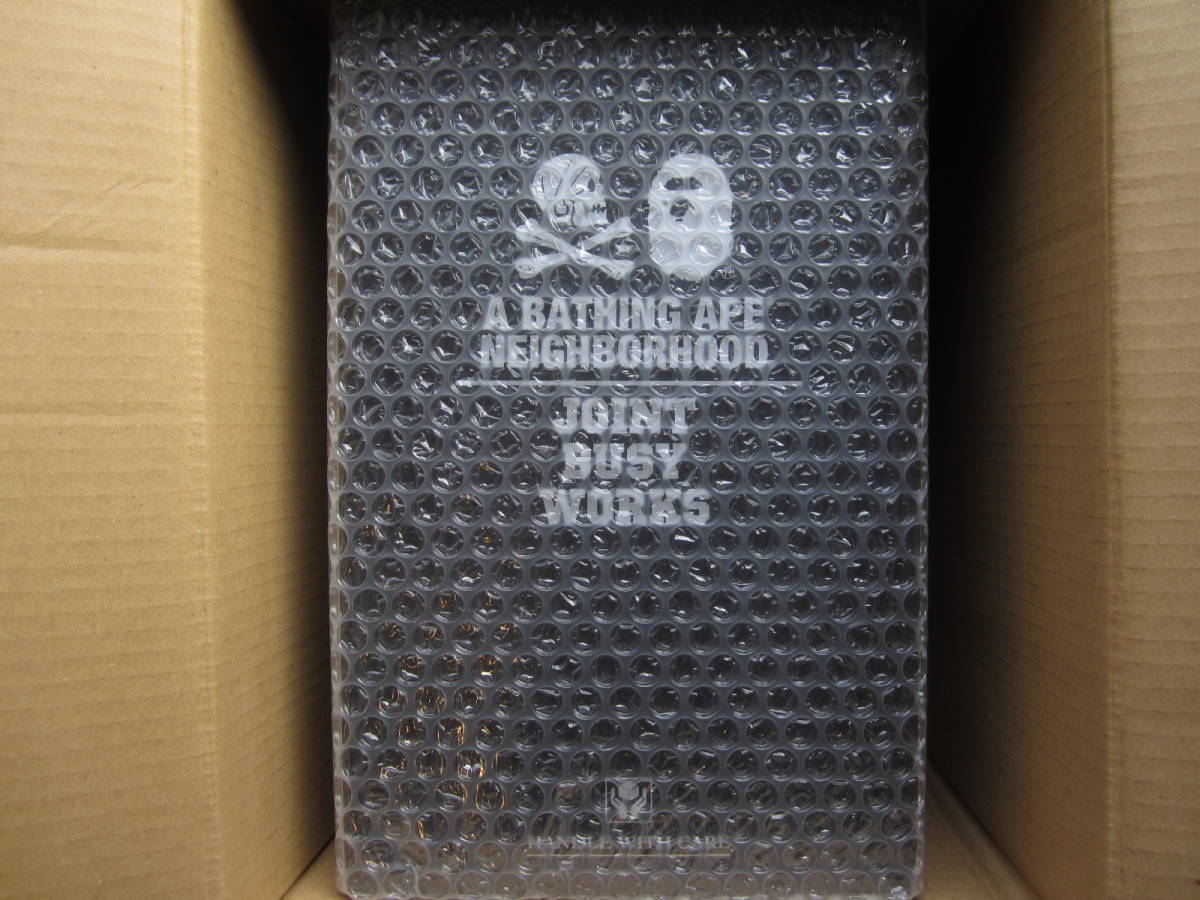 A BATHING APE
NEIGHBORHOOD
JOINT
BUSY
WORKS
HANDLE WITH CARE